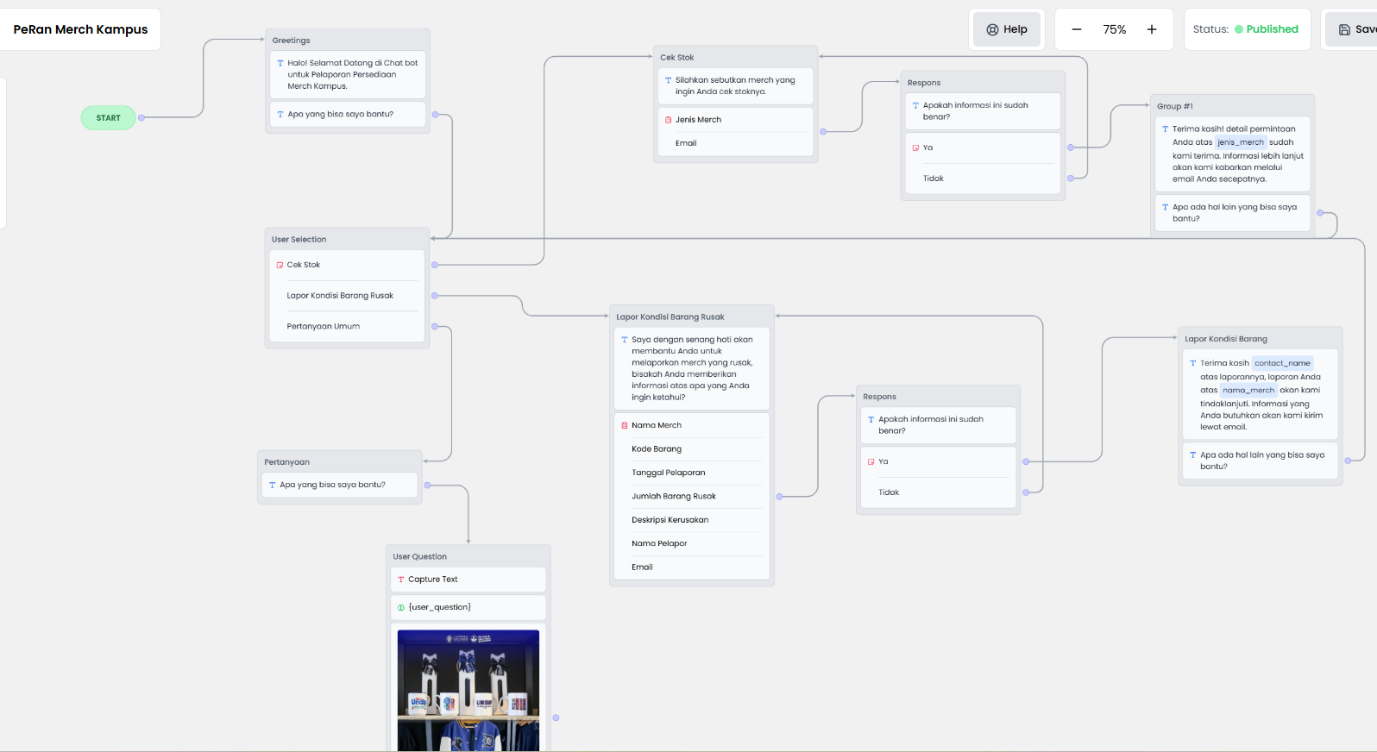 PeRan Merch Kampus
Help
75%
Status: Published
Save
START
Greetings
Halo! Selamat Datang di Chat bot
untuk Pelaporan Persediaan
Merch Kampus.
Apa yang bisa saya bantu?
User Selection
Cek Stok
Lapor Kondisi Barang Rusak
Pertanyaan Umum
Cek Stok
Silahkan sebutkan merch yang
ingin Anda cek stoknya.
Jenis Merch
Email
Respons
Apakah informasi ini sudah
benar?
Ya
Tidak
Group #1
Terima kasih! detail permintaan
Anda atas jenis_merch sudah
kami terima. Informasi lebih lanjut
akan kami kabarkan melalui
email Anda secepatnya.
Apa ada hal lain yang bisa saya
bantu?
Lapor Kondisi Barang Rusak
Saya dengan senang hati akan
membantu Anda untuk
melaporkan merch yang rusak,
bisakah Anda memberikan
informasi atas apa yang Anda
ingin ketahui?
Nama Merch
Kode Barang
Tanggal Pelaporan
Jumlah Barang Rusak
Deskripsi Kerusakan
Nama Pelapor
Email
Respons
Apakah informasi ini sudah
benar?
Ya
Tidak
Lapor Kondisi Barang
Terima kasih contact_name
atas laporannya, laporan Anda
atas nama_merch akan kami
tindaklanjuti. Informasi yang
Anda butuhkan akan kami kirim
lewat email.
Apa ada hal lain yang bisa saya
bantu?
Pertanyaan
Apa yang bisa saya bantu?
User Question
Capture Text
{user_question}